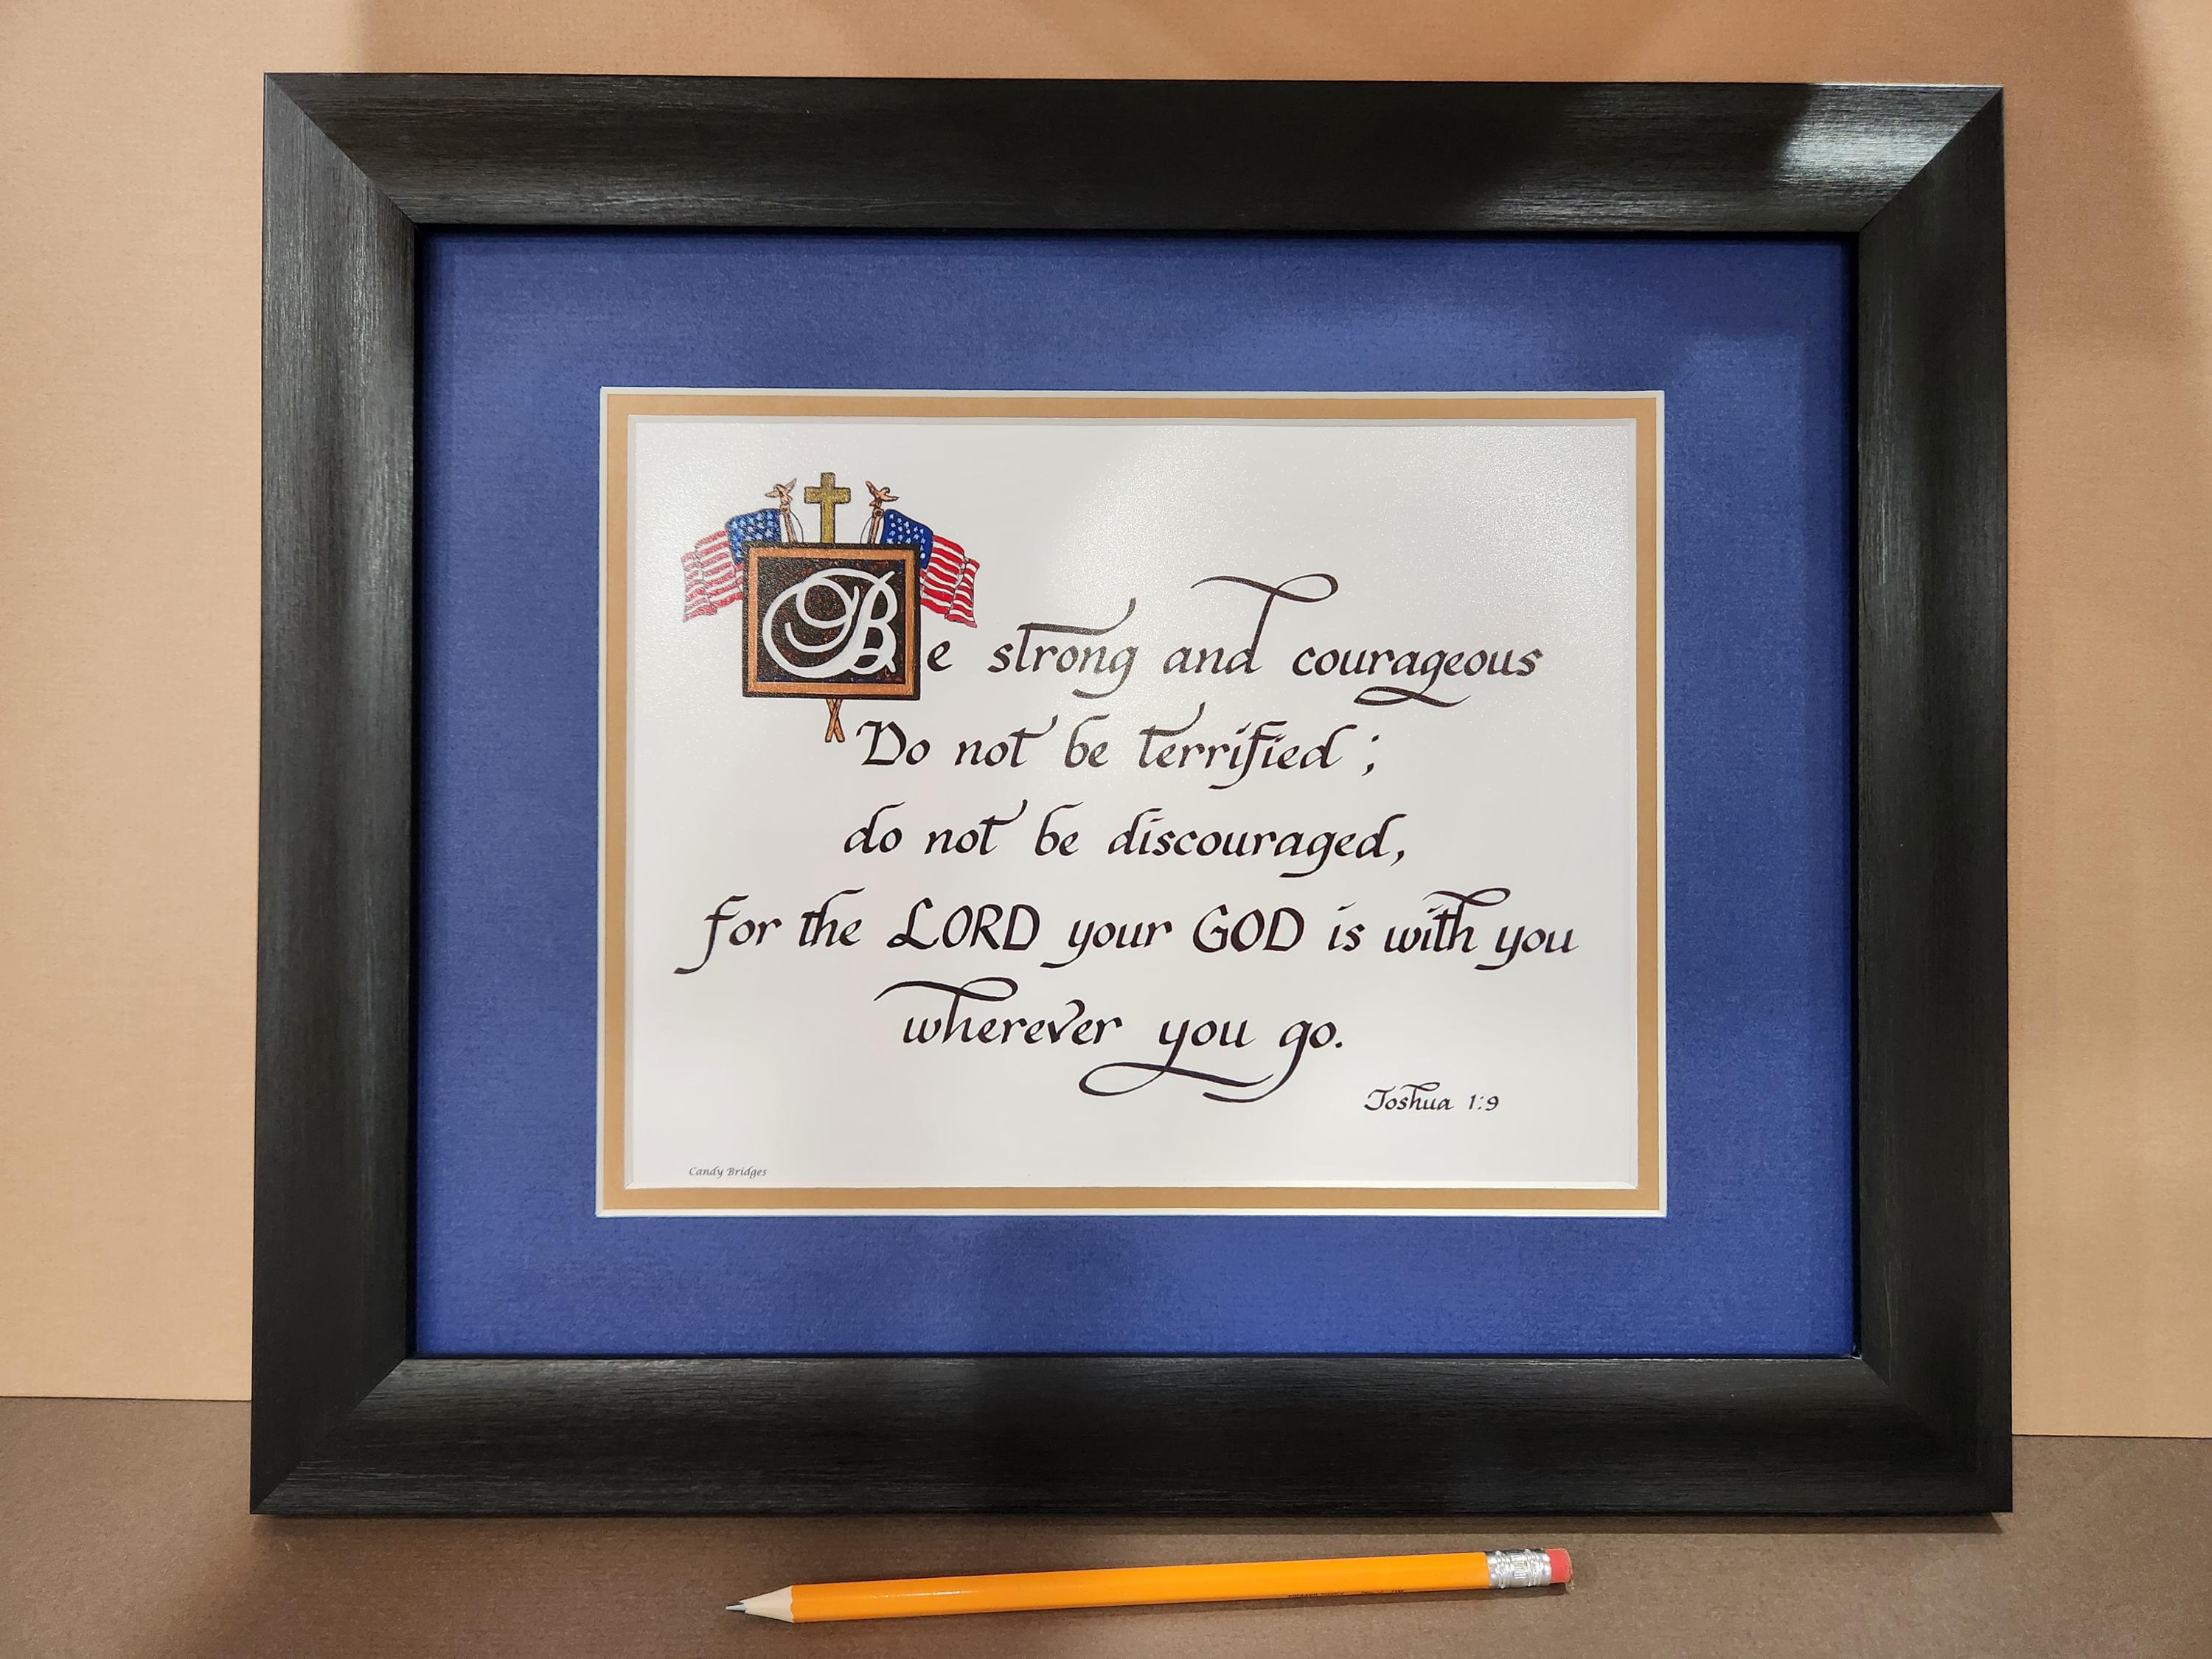 Be strong and courageous
Do not be terrified ;
do not be discouraged,
for the LORD your GOD is with you
wherever you go.
Joshua 1:9
Candy Bridges